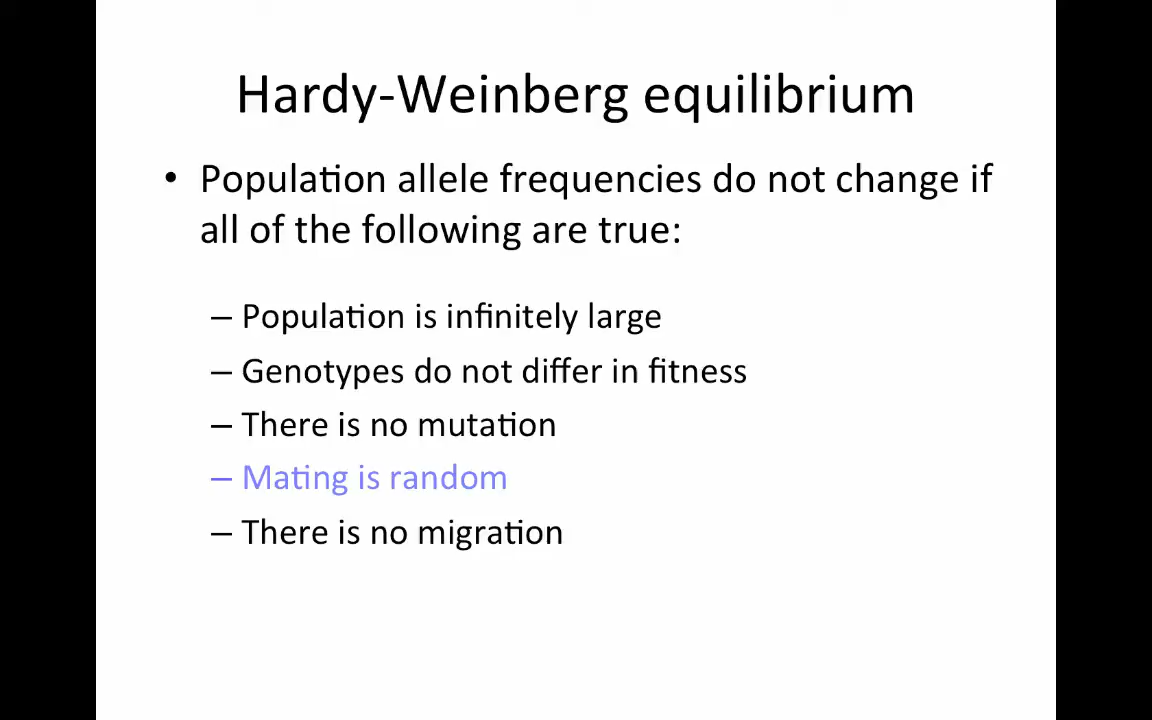 Hardy-Weinberg equilibrium
• Population allele frequencies do not change if
all of the following are true:
– Population is infinitely large
– Genotypes do not differ in fitness
– There is no mutation
– Mating is random
– There is no migration